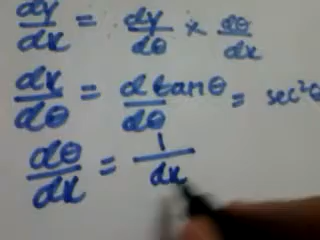 dy/dx = dy/dθ × dθ/dx
dx/dθ = d tanθ/dθ = sec²θ
dθ/dx = 1/dx